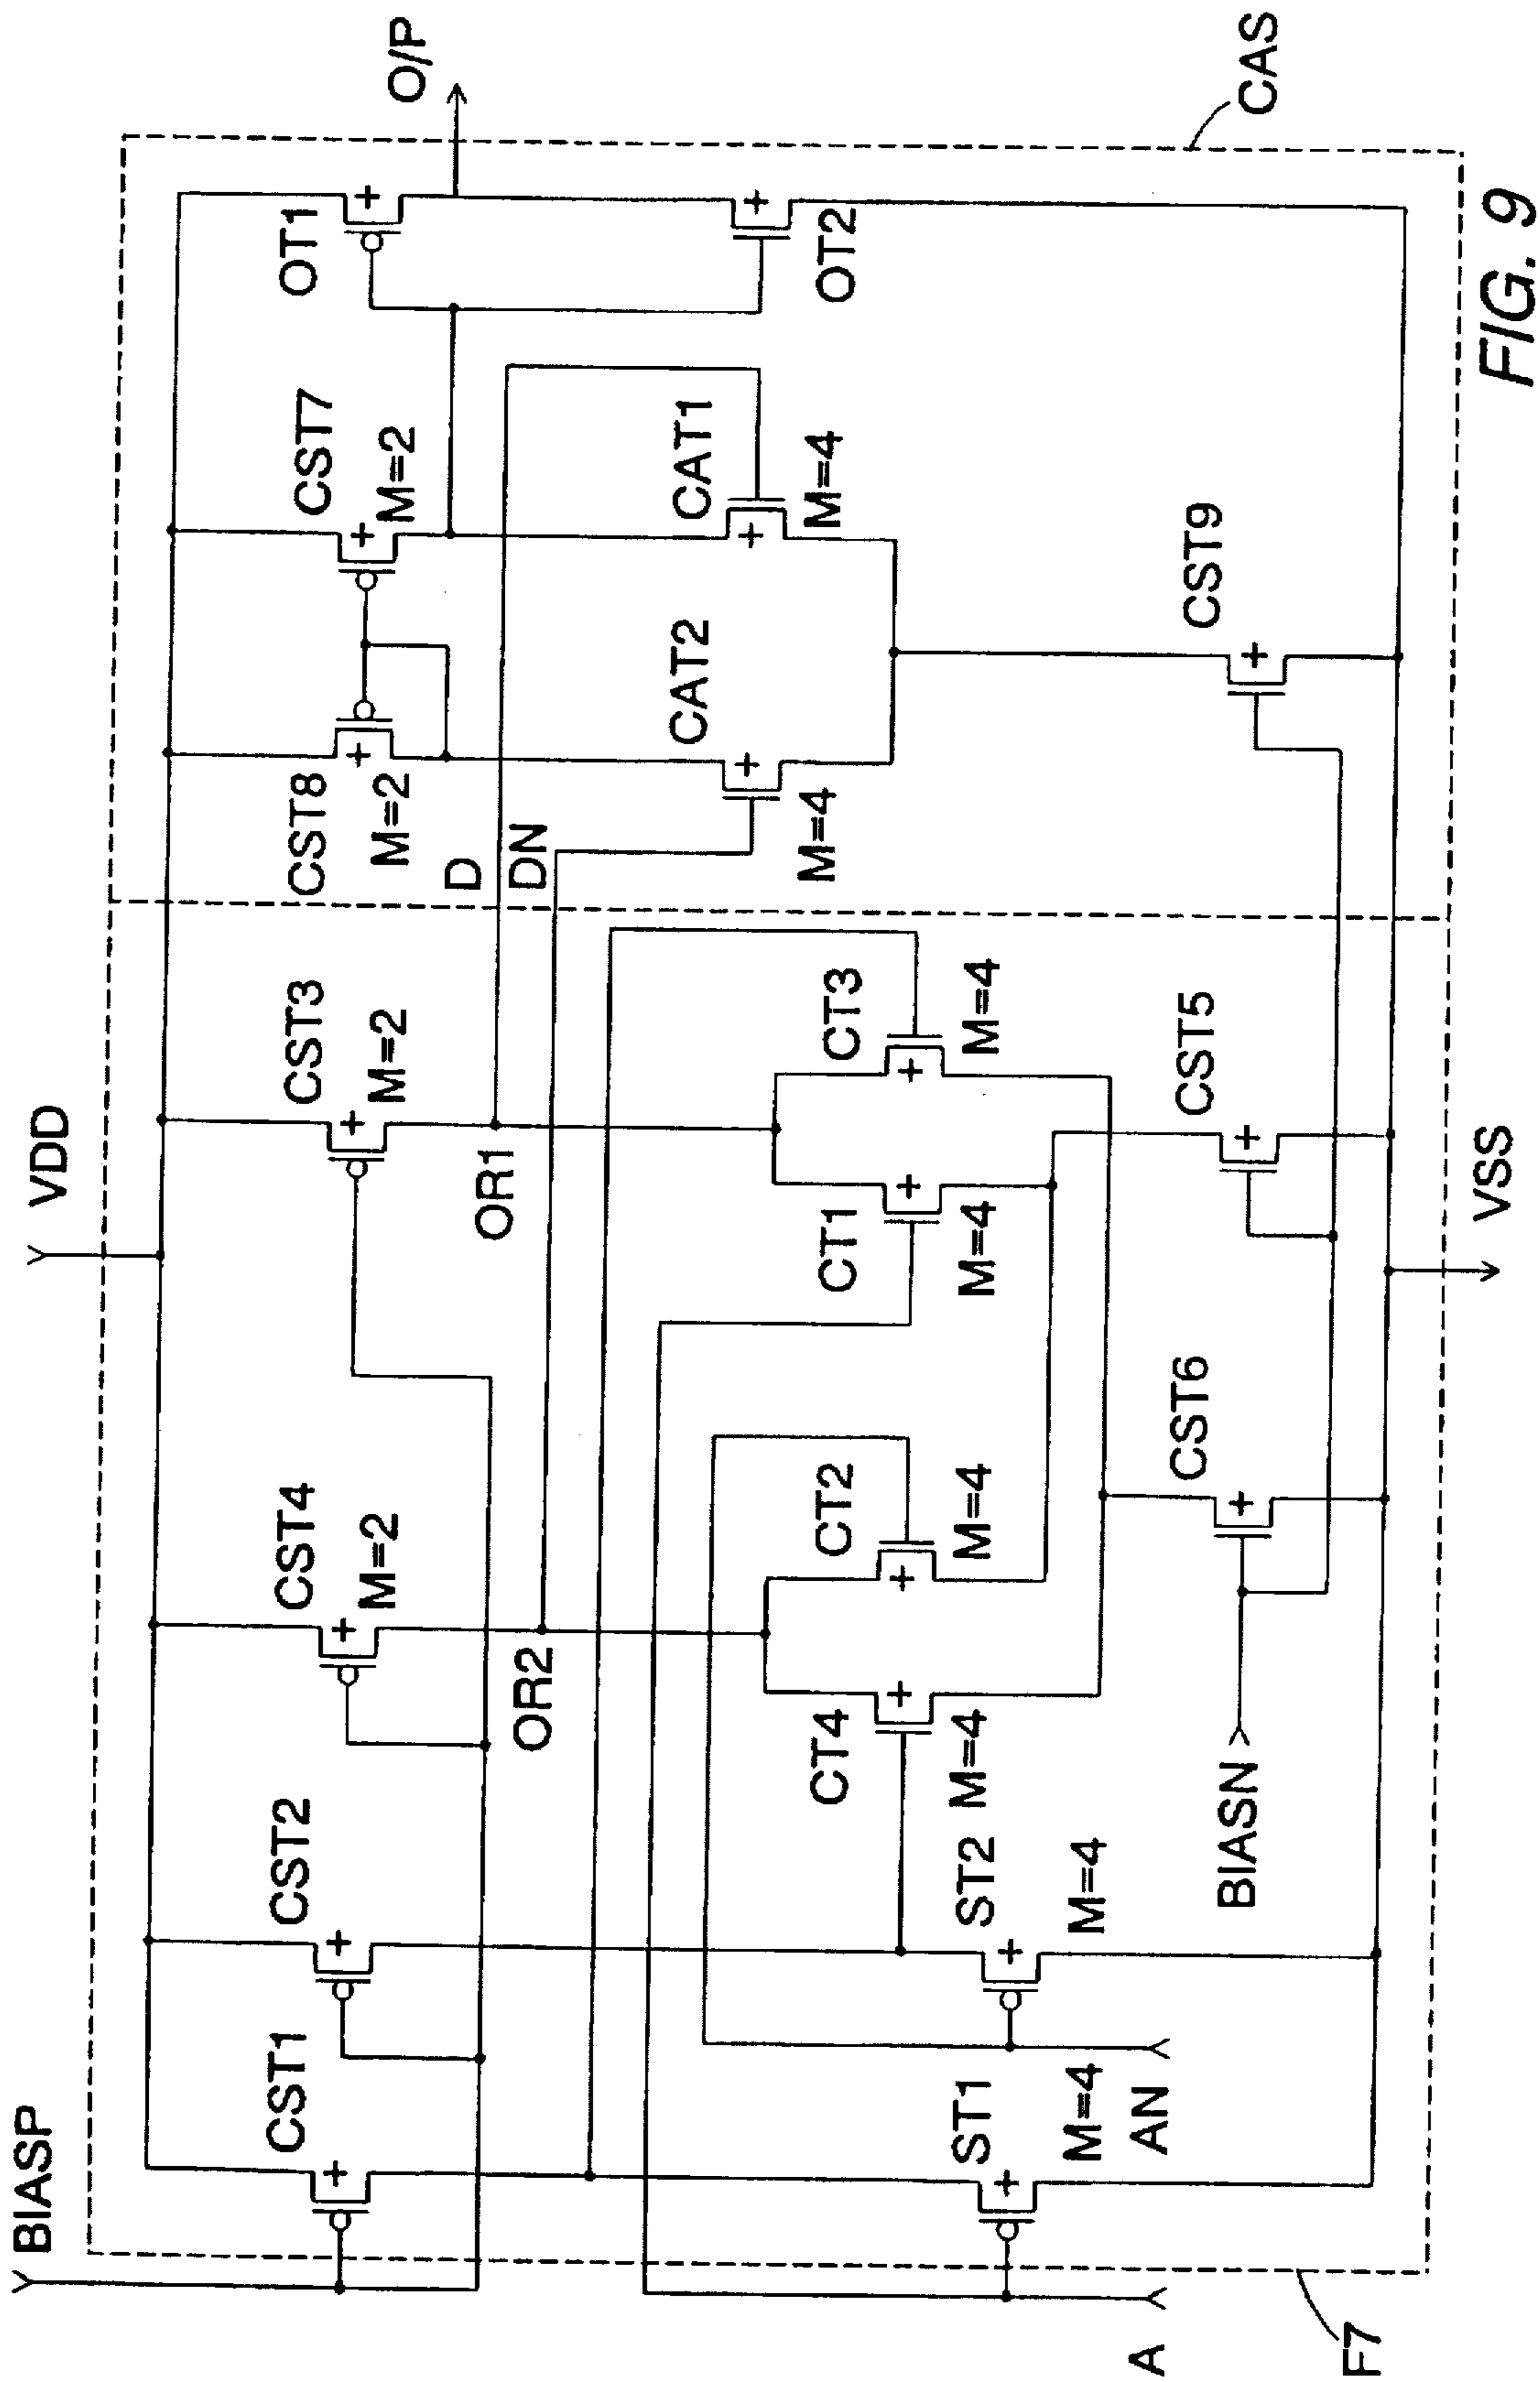 BIASP
VDD
O/P
CST1
CST2
CST4
M=2
CST3
M=2
CST8
M=2
CST7
M=2
OT1
D
DN
OR1
OR2
CT4
M=4
CT2
M=4
CT1
M=4
CT3
M=4
CAT2
M=4
CAT1
M=4
OT2
ST1
M=4
ST2
M=4
A
AN
BIASN
CST6
CST5
CST9
CAS
F7
VSS
FIG. 9